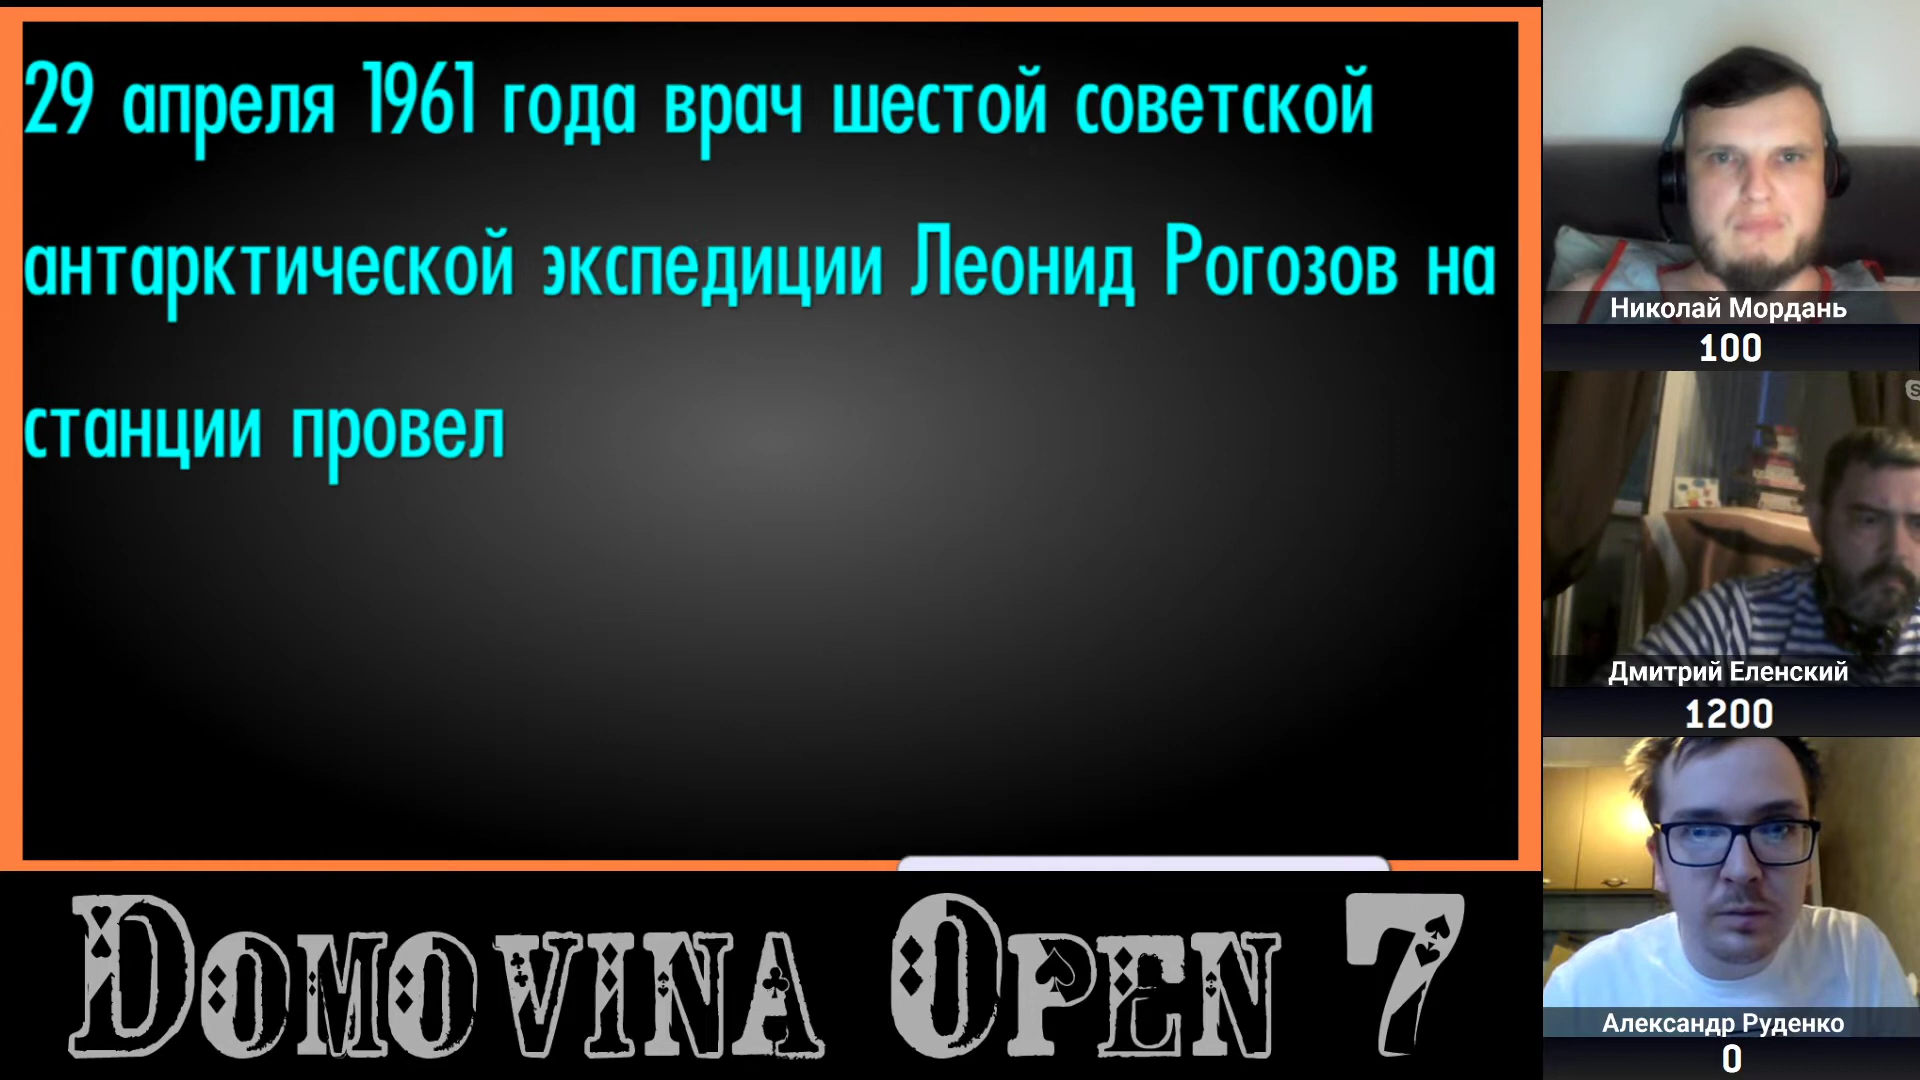 29 апреля 1961 года врач шестой советской
антарктической экспедиции Леонид Рогозов на
станции провел
Николай Мордань
100
Дмитрий Еленский
1200
Александр Руденко
0
Domovina Open 7